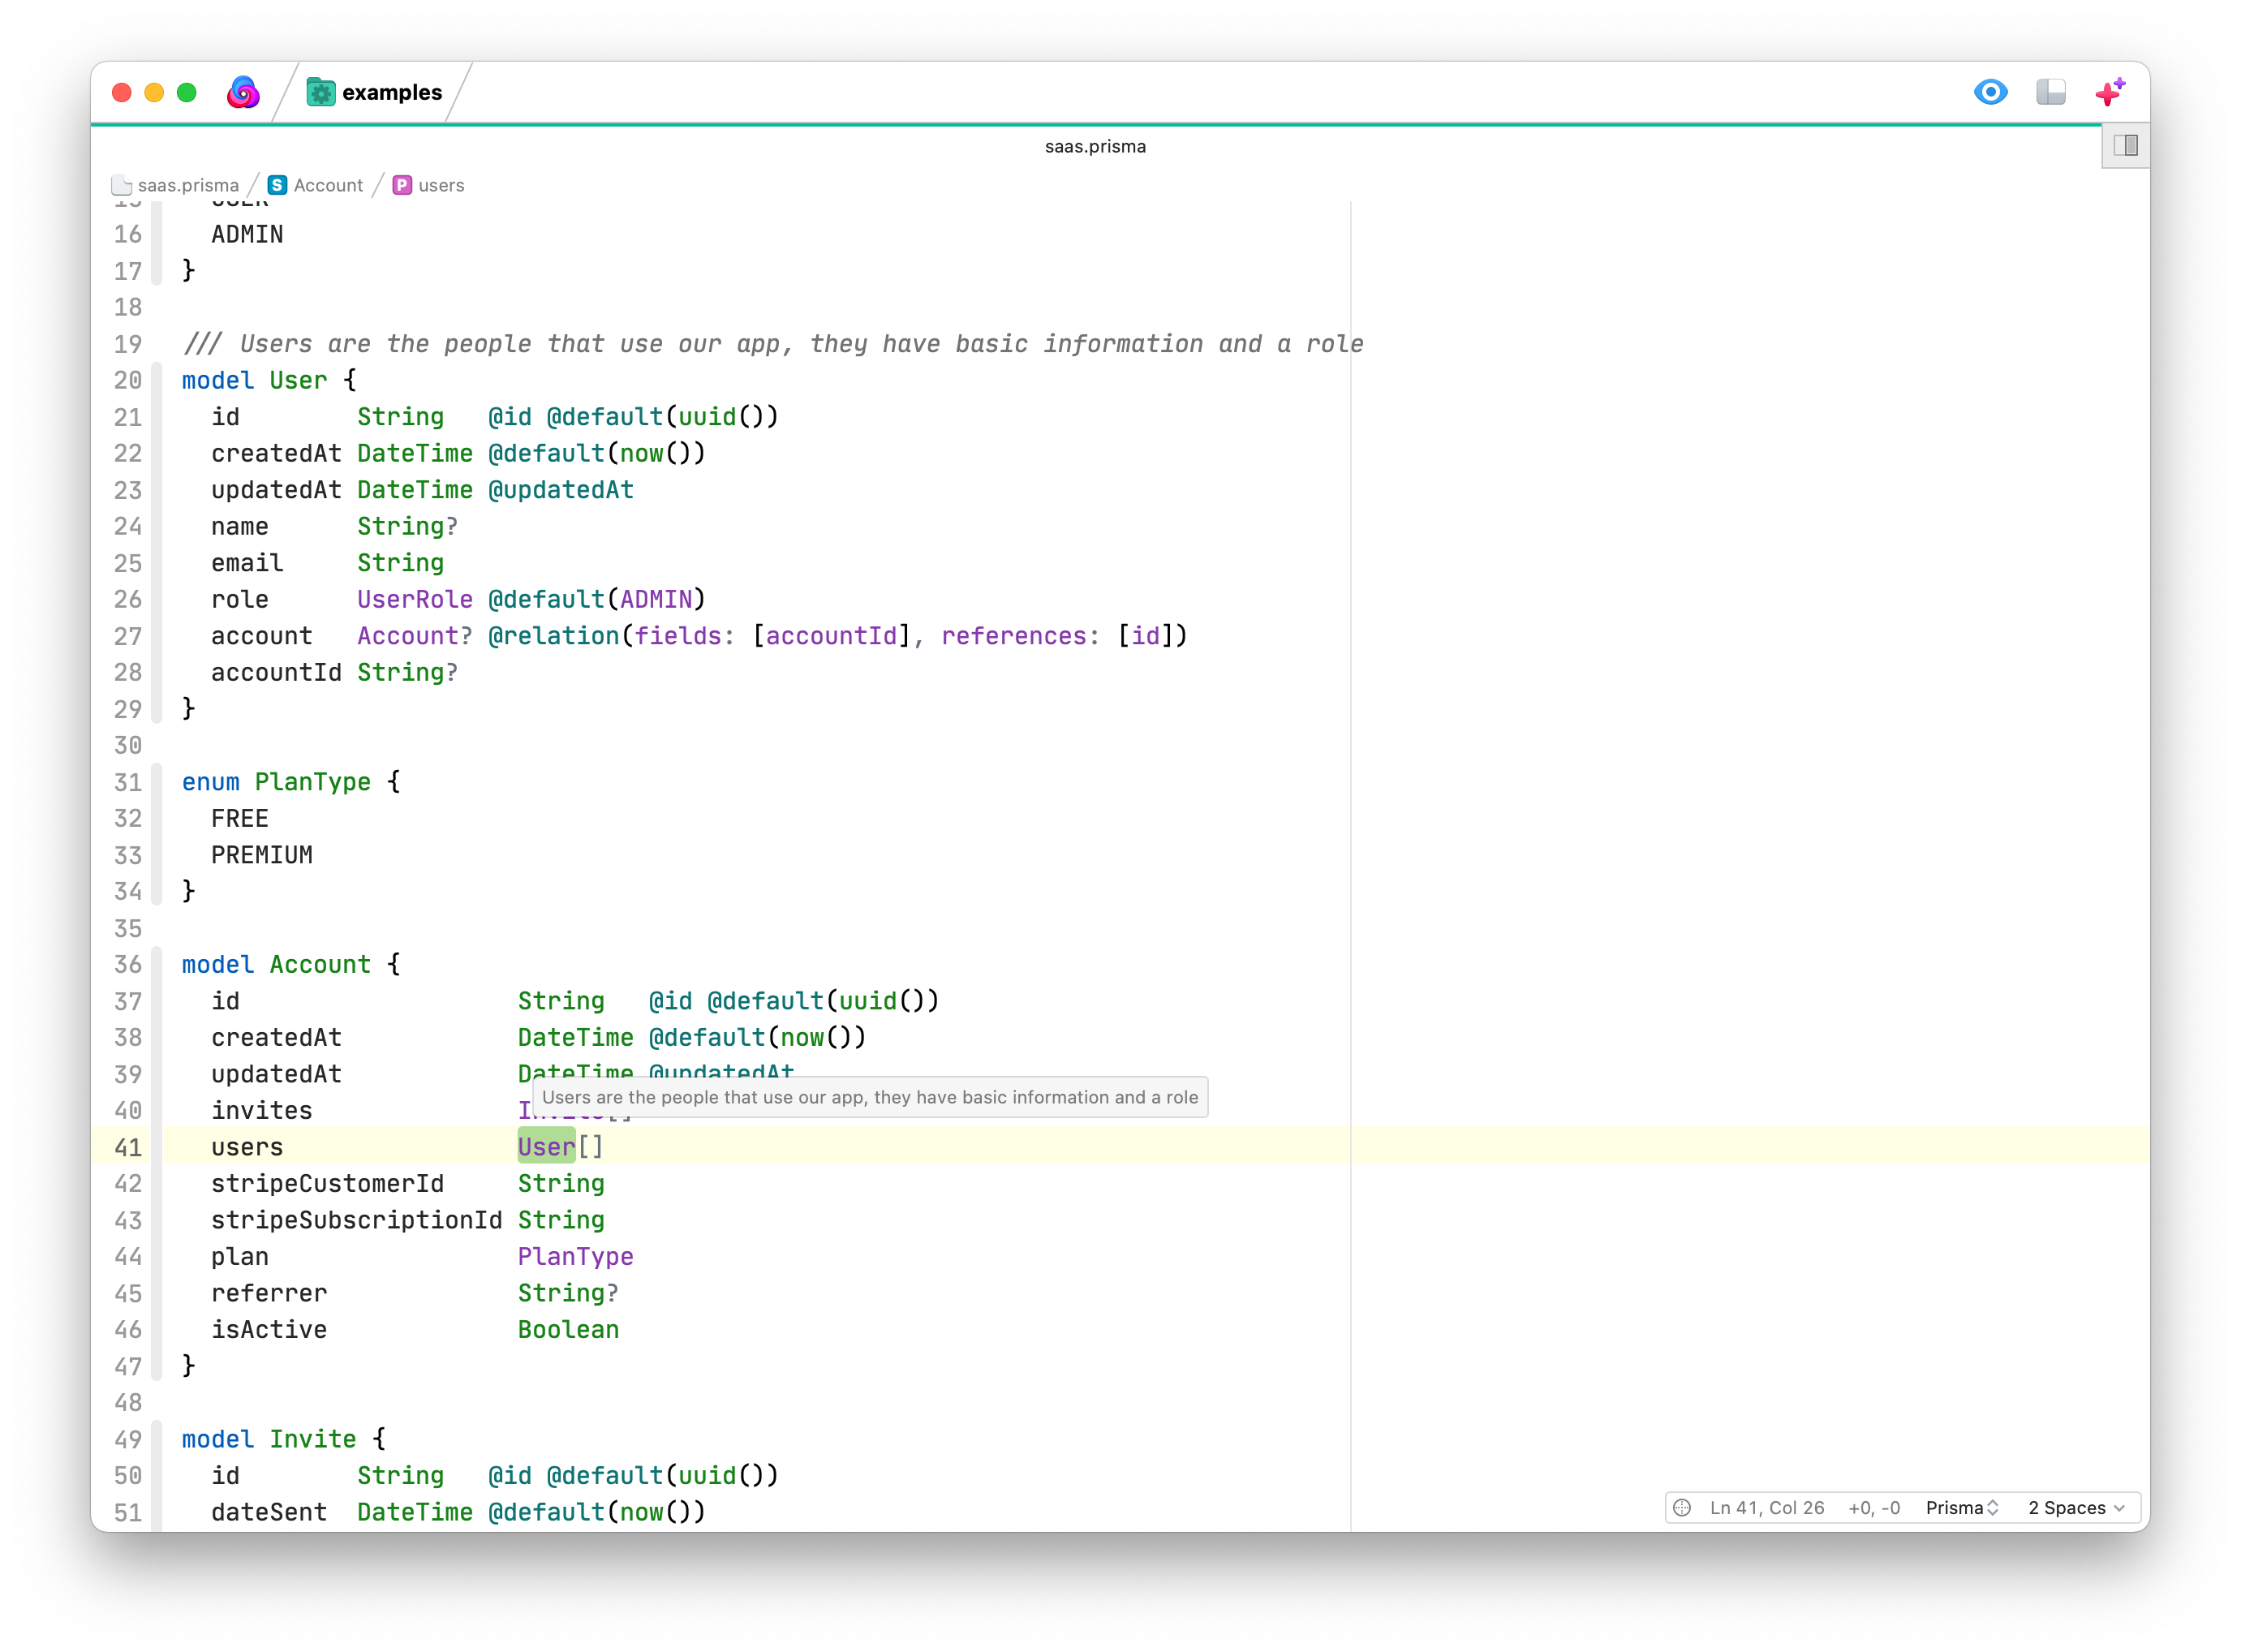 examples
saas.prisma
saas.prisma Account users
15 USER
16 ADMIN
17 }
18
19 /// Users are the people that use our app, they have basic information and a role
20 model User {
21 id String @id @default(uuid())
22 createdAt DateTime @default(now())
23 updatedAt DateTime @updatedAt
24 name String?
25 email String
26 role UserRole @default(ADMIN)
27 account Account? @relation(fields: [accountId], references: [id])
28 accountId String?
29 }
30
31 enum PlanType {
32 FREE
33 PREMIUM
34 }
35
36 model Account {
37 id String @id @default(uuid())
38 createdAt DateTime @default(now())
39 updatedAt DateTime @updatedAt
Users are the people that use our app, they have basic information and a role
40 invites Invite[]
41 users User[]
42 stripeCustomerId String
43 stripeSubscriptionId String
44 plan PlanType
45 referrer String?
46 isActive Boolean
47 }
48
49 model Invite {
50 id String @id @default(uuid())
51 dateSent DateTime @default(now())
Ln 41, Col 26 +0, -0 Prisma 2 Spaces